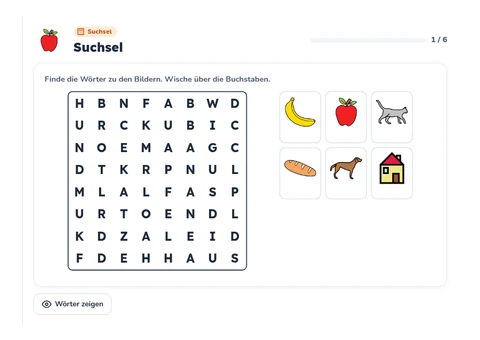 Suchsel
Suchsel
1 / 6
Finde die Wörter zu den Bildern. Wische über die Buchstaben.
H B N F A B W D
U R C K U B I C
N O E M A A G C
D T K R P N U L
M L A L F A S P
U R T O E N D L
K D Z A L E I D
F D E H H A U S
Wörter zeigen